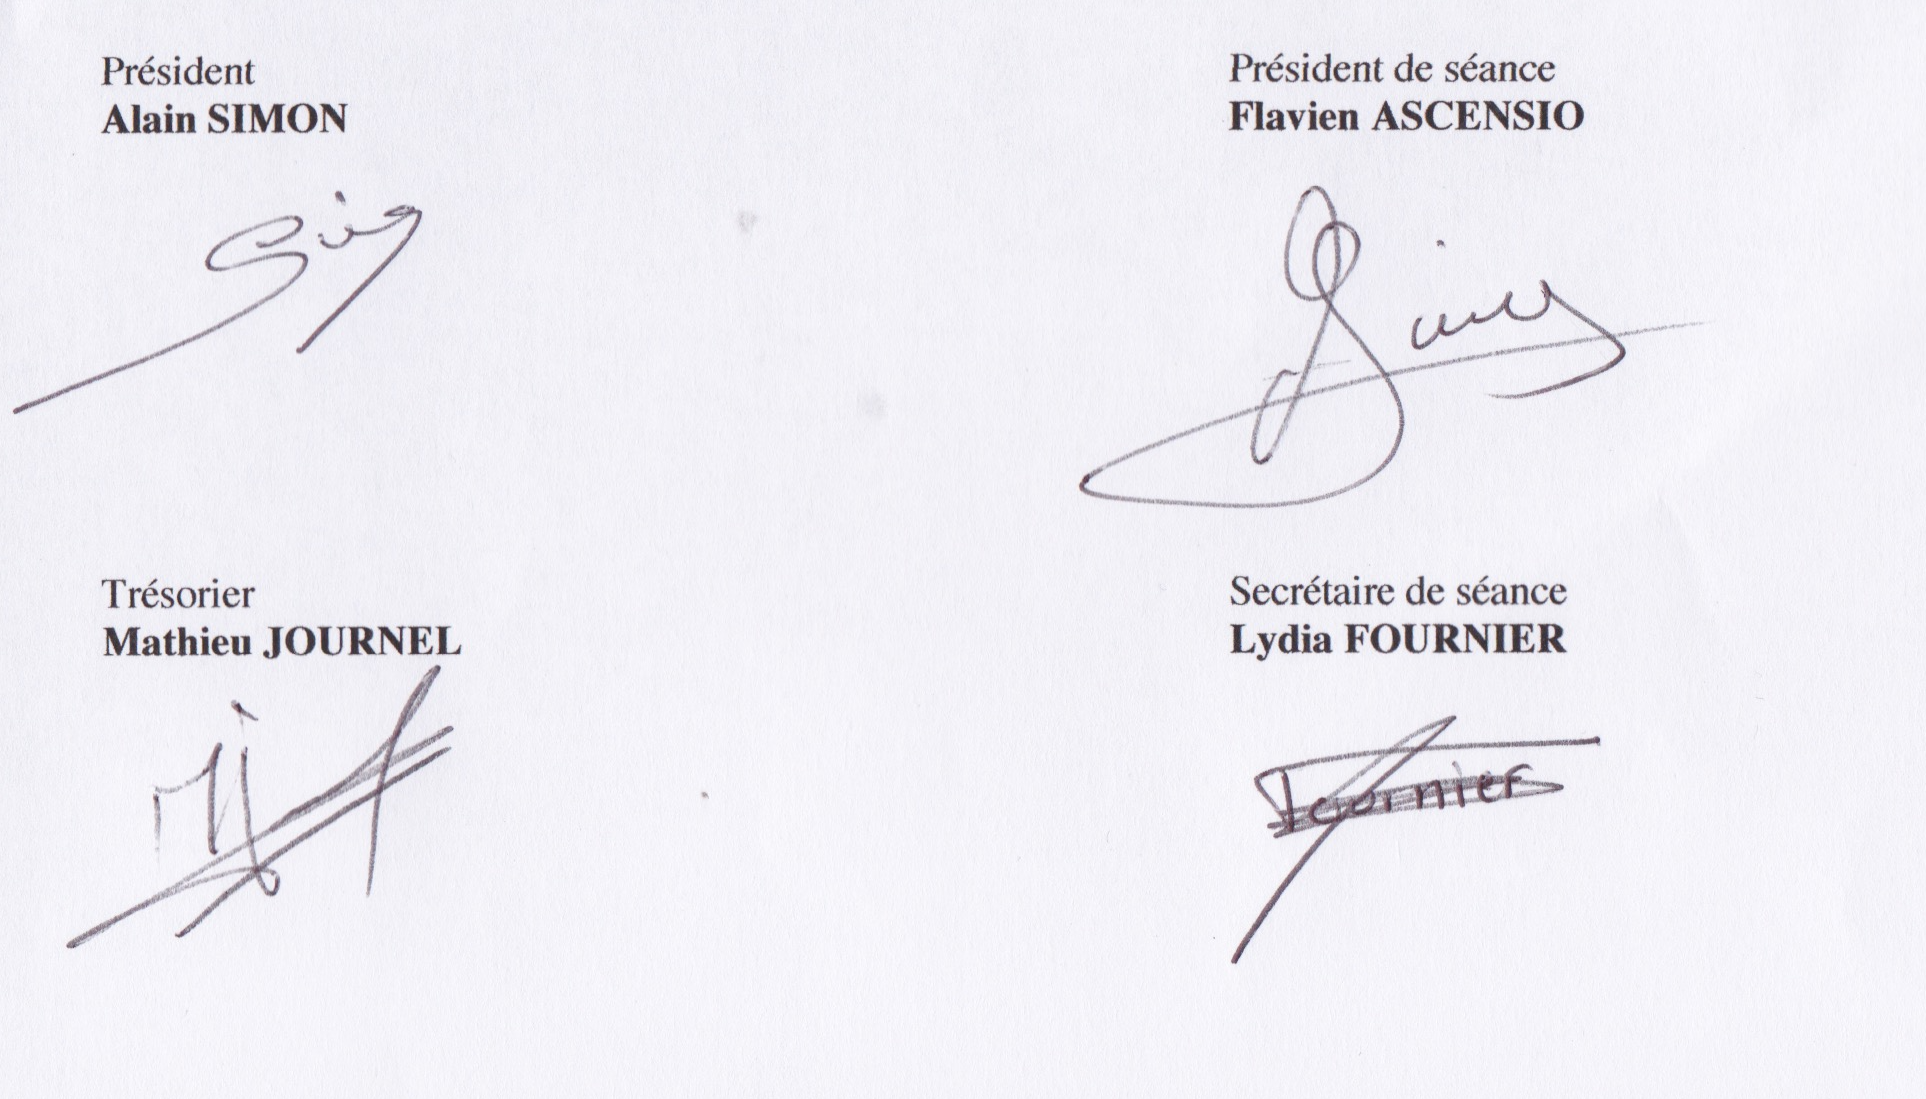 Président
Alain SIMON
Président de séance
Flavien ASCENSIO
Trésorier
Mathieu JOURNEL
Secrétaire de séance
Lydia FOURNIER
Fournier